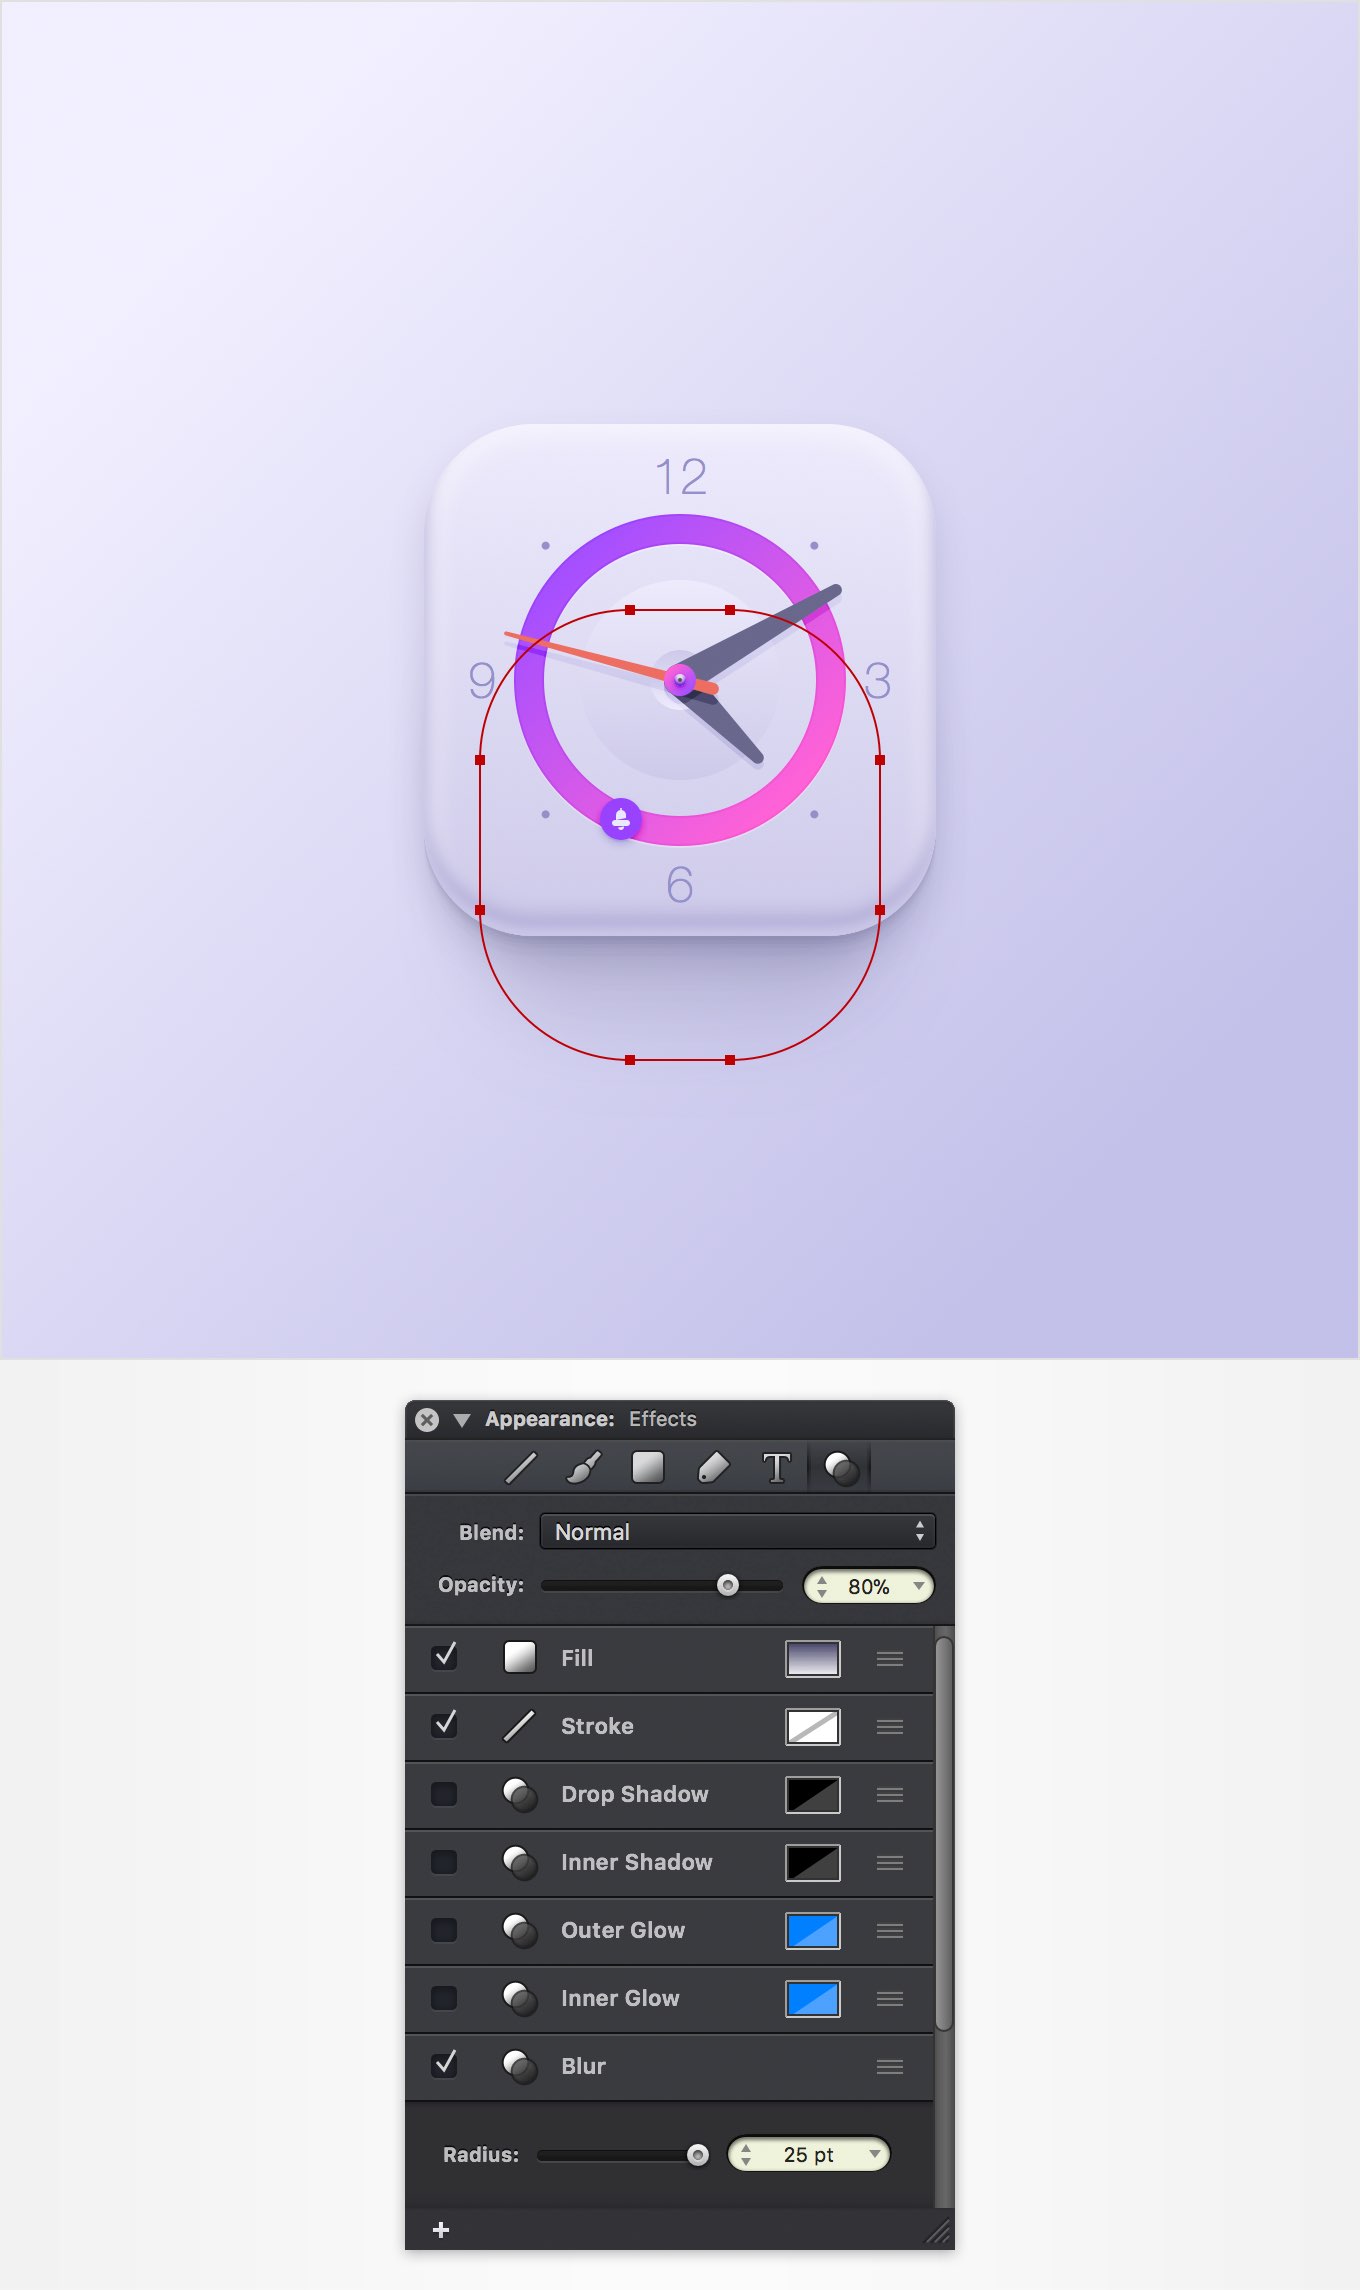 12
9
3
6
Appearance: Effects
T
Blend: Normal
Opacity: 80%
Fill
Stroke
Drop Shadow
Inner Shadow
Outer Glow
Inner Glow
Blur
Radius: 25 pt